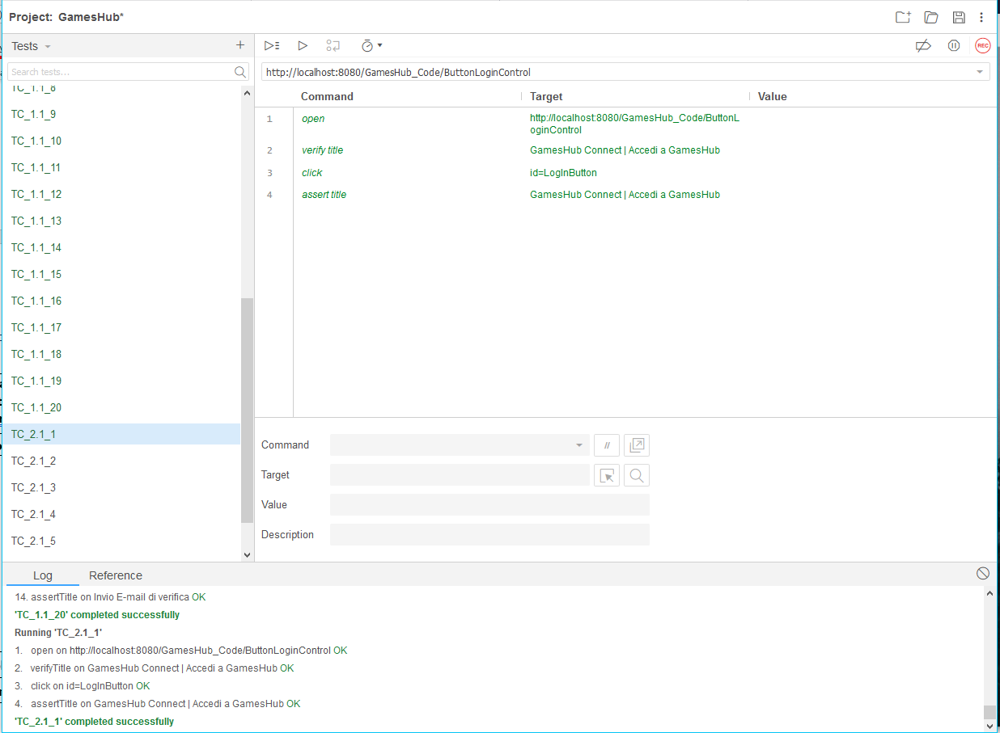 Project: GamesHub*
Tests
Search tests...
http://localhost:8080/GamesHub_Code/ButtonLoginControl
REC
Command Target Value
TC_1.1_8
TC_1.1_9
TC_1.1_10
TC_1.1_11
TC_1.1_12
TC_1.1_13
TC_1.1_14
TC_1.1_15
TC_1.1_16
TC_1.1_17
TC_1.1_18
TC_1.1_19
TC_1.1_20
TC_2.1_1
TC_2.1_2
TC_2.1_3
TC_2.1_4
TC_2.1_5
1 open http://localhost:8080/GamesHub_Code/ButtonL
oginControl
2 verify title GamesHub Connect | Accedi a GamesHub
3 click id=LogInButton
4 assert title GamesHub Connect | Accedi a GamesHub
Command //
Target
Value
Description
Log Reference
14. assertTitle on Invio E-mail di verifica OK
'TC_1.1_20' completed successfully
Running 'TC_2.1_1'
1. open on http://localhost:8080/GamesHub_Code/ButtonLoginControl OK
2. verifyTitle on GamesHub Connect | Accedi a GamesHub OK
3. click on id=LogInButton OK
4. assertTitle on GamesHub Connect | Accedi a GamesHub OK
'TC_2.1_1' completed successfully